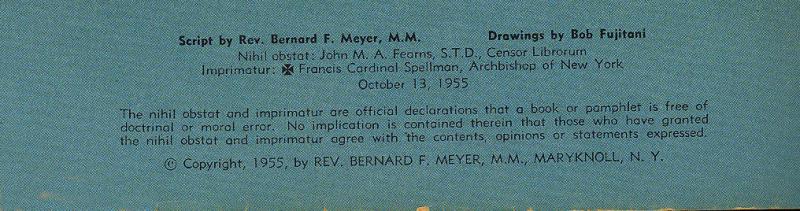 Script by Rev. Bernard F. Meyer, M.M. Drawings by Bob Fujitani
Nihil obstat: John M. A. Fearns, S.T.D., Censor Librorum
Imprimatur: ✠ Francis Cardinal Spellman, Archbishop of New York
October 13, 1955
The nihil obstat and imprimatur are official declarations that a book or pamphlet is free of
doctrinal or moral error. No implication is contained therein that those who have granted
the nihil obstat and imprimatur agree with the contents, opinions or statements expressed.
© Copyright, 1955, by REV. BERNARD F. MEYER, M.M., MARYKNOLL, N. Y.